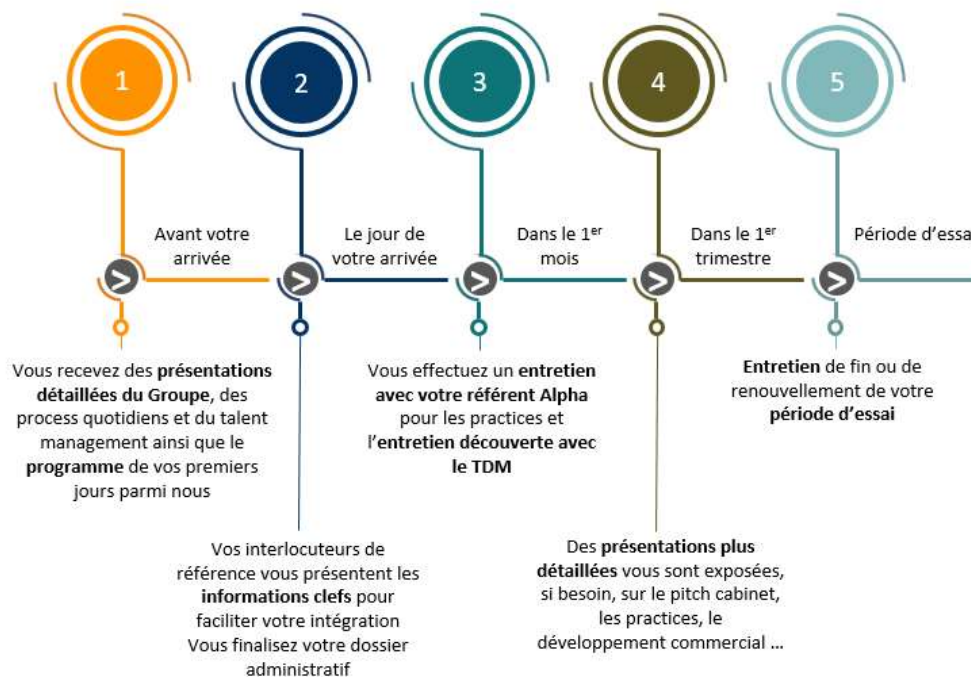 1
2
3
4
5
Avant votre
arrivée
Le jour de
votre arrivée
Dans le 1er
mois
Dans le 1er
trimestre
Période d'essai
>
>
>
>
>
Vous recevez des présentations
détaillées du Groupe, des
process quotidiens et du talent
management ainsi que le
programme de vos premiers
jours parmi nous
Vos interlocuteurs de
référence vous présentent les
informations clefs pour
faciliter votre intégration
Vous finalisez votre dossier
administratif
Vous effectuez un entretien
avec votre référent Alpha
pour les practices et
l'entretien découverte avec
le TDM
Des présentations plus
détaillées vous sont exposées,
si besoin, sur le pitch cabinet,
les practices, le
développement commercial ...
Entretien de fin ou de
renouvellement de votre
période d'essai